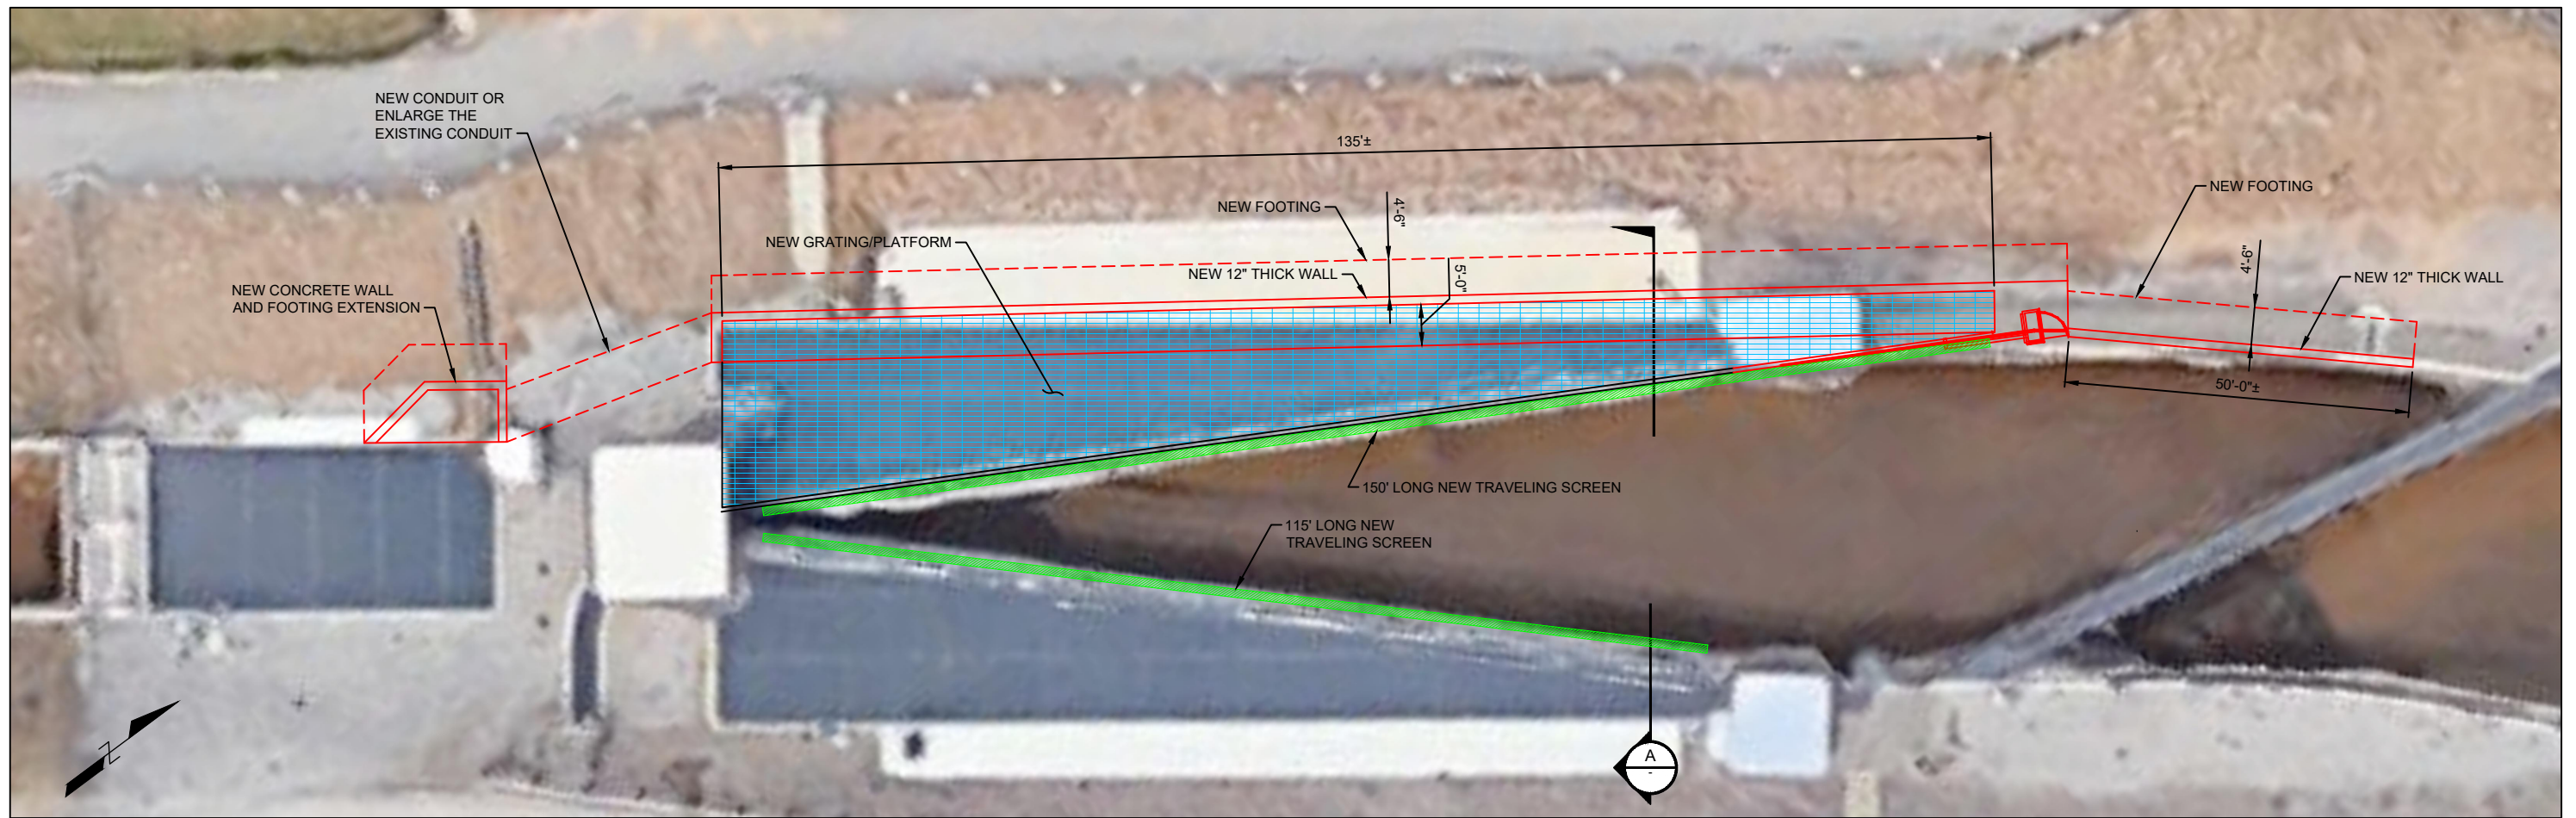 NEW CONDUIT OR
ENLARGE THE
EXISTING CONDUIT
135'±
NEW FOOTING
4'-6"
NEW FOOTING
NEW GRATING/PLATFORM
NEW 12" THICK WALL
5'-0"
4'-6"
NEW 12" THICK WALL
NEW CONCRETE WALL
AND FOOTING EXTENSION
50'-0"±
150' LONG NEW TRAVELING SCREEN
115' LONG NEW
TRAVELING SCREEN
Z
A
-